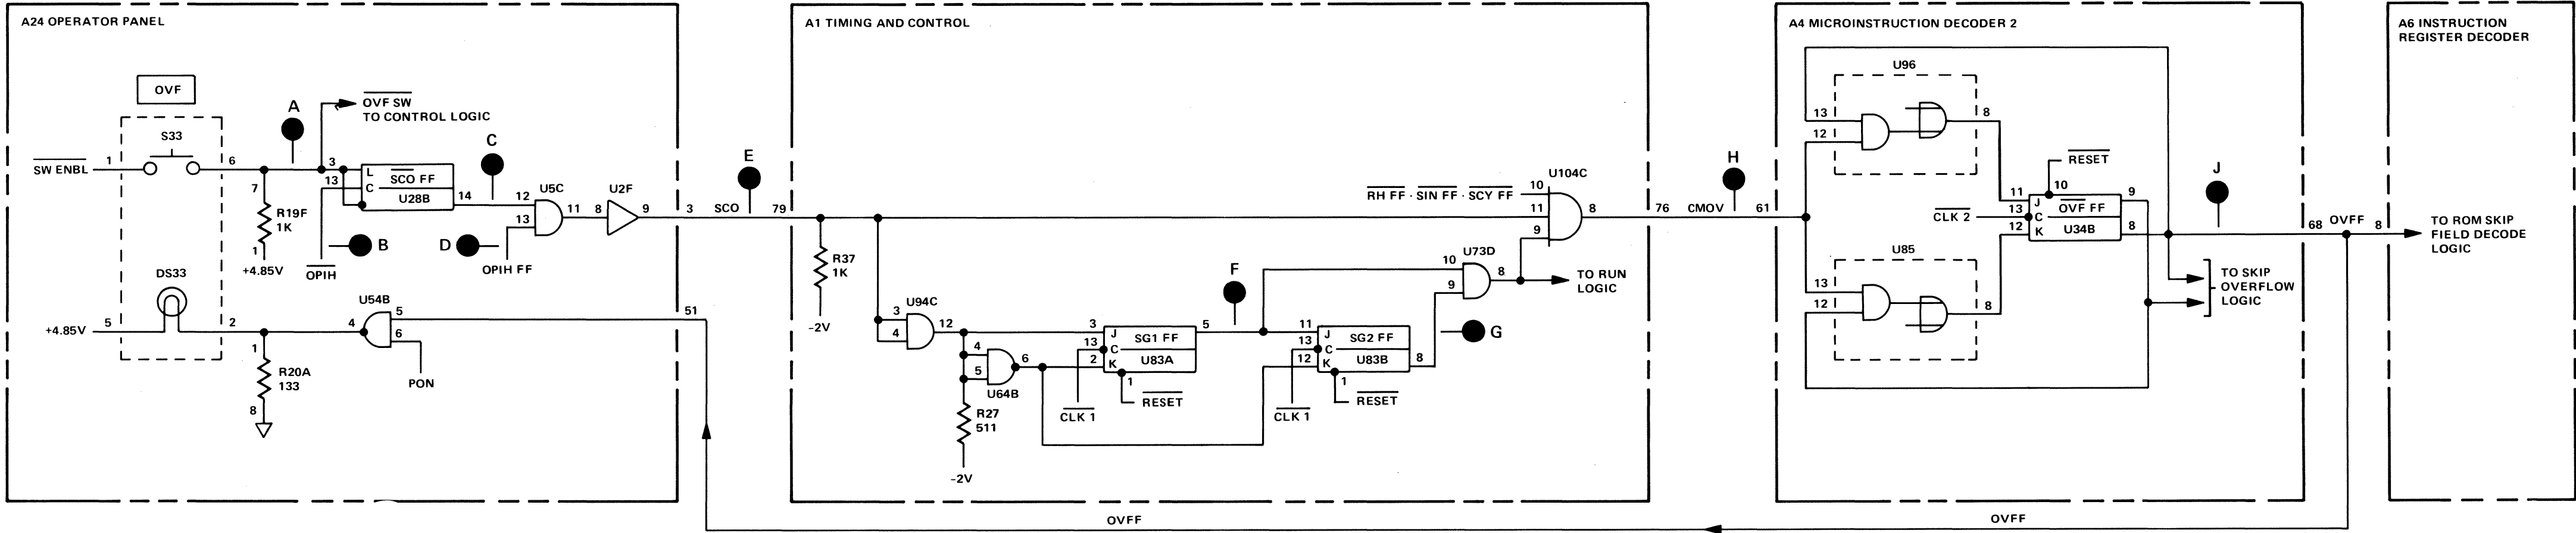 A24 OPERATOR PANEL
OVF
A
OVF SW
TO CONTROL LOGIC
S33
SW ENBL
1
6
3
13
7
L
C
SCO FF
U28B
14
C
12
13
U5C
11
8
U2F
9
3
R19F
1K
1
+4.85V
B
OPIH
D
OPIH FF
DS33
+4.85V
5
2
4
U54B
5
6
51
PON
1
R20A
133
8
A1 TIMING AND CONTROL
E
SCO
79
R37
1K
-2V
3
4
U94C
12
4
5
6
U64B
R27
511
-2V
3
13
2
J
C
K
SG1 FF
U83A
5
1
RESET
CLK 1
F
11
13
12
J
C
K
SG2 FF
U83B
8
1
RESET
CLK 1
G
10
9
U73D
8
TO RUN
LOGIC
RH FF · SIN FF · SCY FF
U104C
10
11
9
8
76
CMOV
61
H
A4 MICROINSTRUCTION DECODER 2
U96
13
12
8
U85
13
12
8
RESET
11
10
9
J
CLK 2
13
C
OVF FF
12
K
U34B
8
J
TO SKIP
OVERFLOW
LOGIC
68
OVFF
8
A6 INSTRUCTION
REGISTER DECODER
TO ROM SKIP
FIELD DECODE
LOGIC
OVFF
OVFF